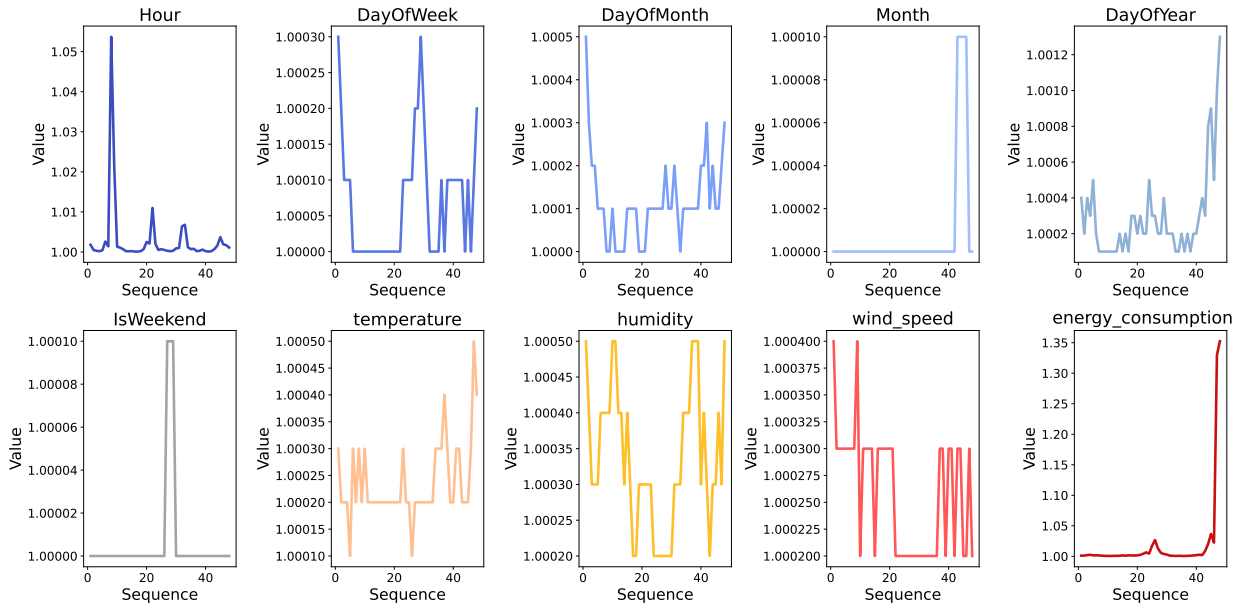 Hour
DayOfWeek
DayOfMonth
Month
DayOfYear
1.05
1.04
1.03
1.02
1.01
1.00
Value
0 20 40
Sequence
1.00030
1.00025
1.00020
1.00015
1.00010
1.00005
1.00000
Value
0 20 40
Sequence
1.0005
1.0004
1.0003
1.0002
1.0001
1.0000
Value
0 20 40
Sequence
1.00010
1.00008
1.00006
1.00004
1.00002
1.00000
Value
0 20 40
Sequence
1.0012
1.0010
1.0008
1.0006
1.0004
1.0002
Value
0 20 40
Sequence
IsWeekend
temperature
humidity
wind_speed
energy_consumption
1.00010
1.00008
1.00006
1.00004
1.00002
1.00000
Value
0 20 40
Sequence
1.00050
1.00045
1.00040
1.00035
1.00030
1.00025
1.00020
1.00015
1.00010
Value
0 20 40
Sequence
1.00050
1.00045
1.00040
1.00035
1.00030
1.00025
1.00020
Value
0 20 40
Sequence
1.000400
1.000375
1.000350
1.000325
1.000300
1.000275
1.000250
1.000225
1.000200
Value
0 20 40
Sequence
1.35
1.30
1.25
1.20
1.15
1.10
1.05
1.00
Value
0 20 40
Sequence